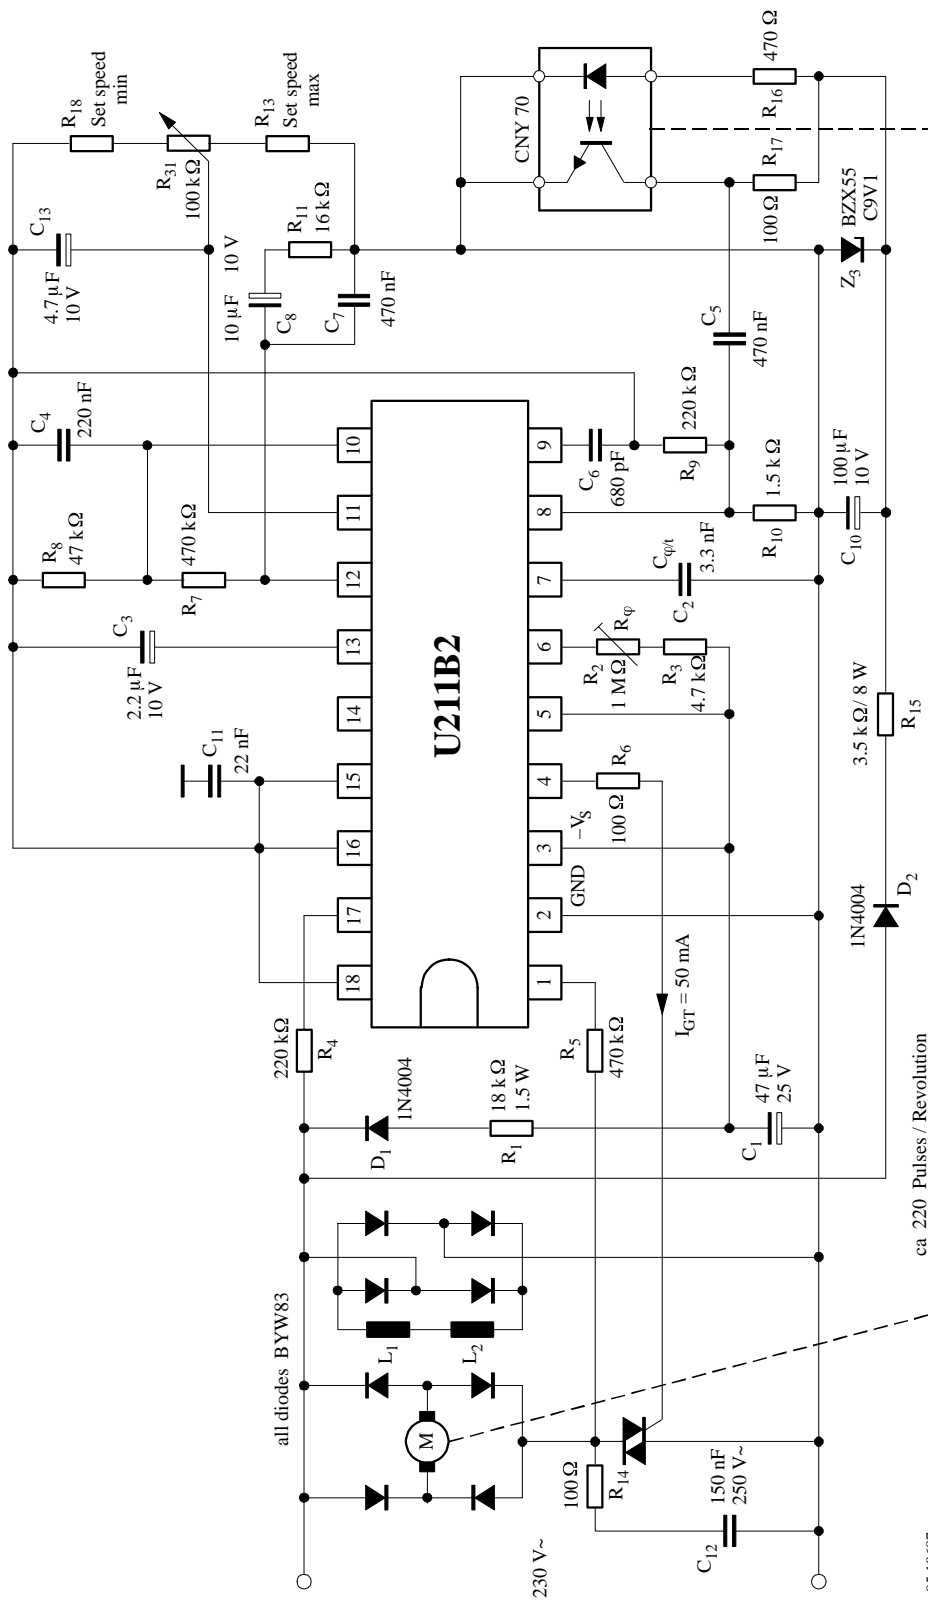 230 V~
all diodes BYW83
M
L1
L2
R14
100 Ω
C12
150 nF
250 V~
D1
1N4004
R1
18 kΩ
1.5 W
220 kΩ
R4
R5
470 kΩ
IGT = 50 mA
C1
47 µF
25 V
ca 220 Pulses / Revolution
U211B2
18
17
16
15
14
13
12
11
10
1
2
3
4
5
6
7
8
9
GND
−VS
C11
22 nF
100 Ω
R6
C3
2.2 µF
10 V
R2
1 MΩ
Rφ
R3
4.7 kΩ
R8
47 kΩ
R7
470 kΩ
C2
Cφ/t
3.3 nF
C4
220 nF
C6
680 pF
R9
220 kΩ
R10
1.5 kΩ
1N4004
D2
3.5 kΩ/ 8 W
R15
C10
100 µF
10 V
C13
4.7 µF
10 V
10 µF
C8
10 V
R11
16 kΩ
C7
470 nF
C5
470 nF
R18
Set speed
min
R31
100 kΩ
R13
Set speed
max
CNY 70
R17
100 Ω
R16
470 Ω
Z3
BZX55
C9V1